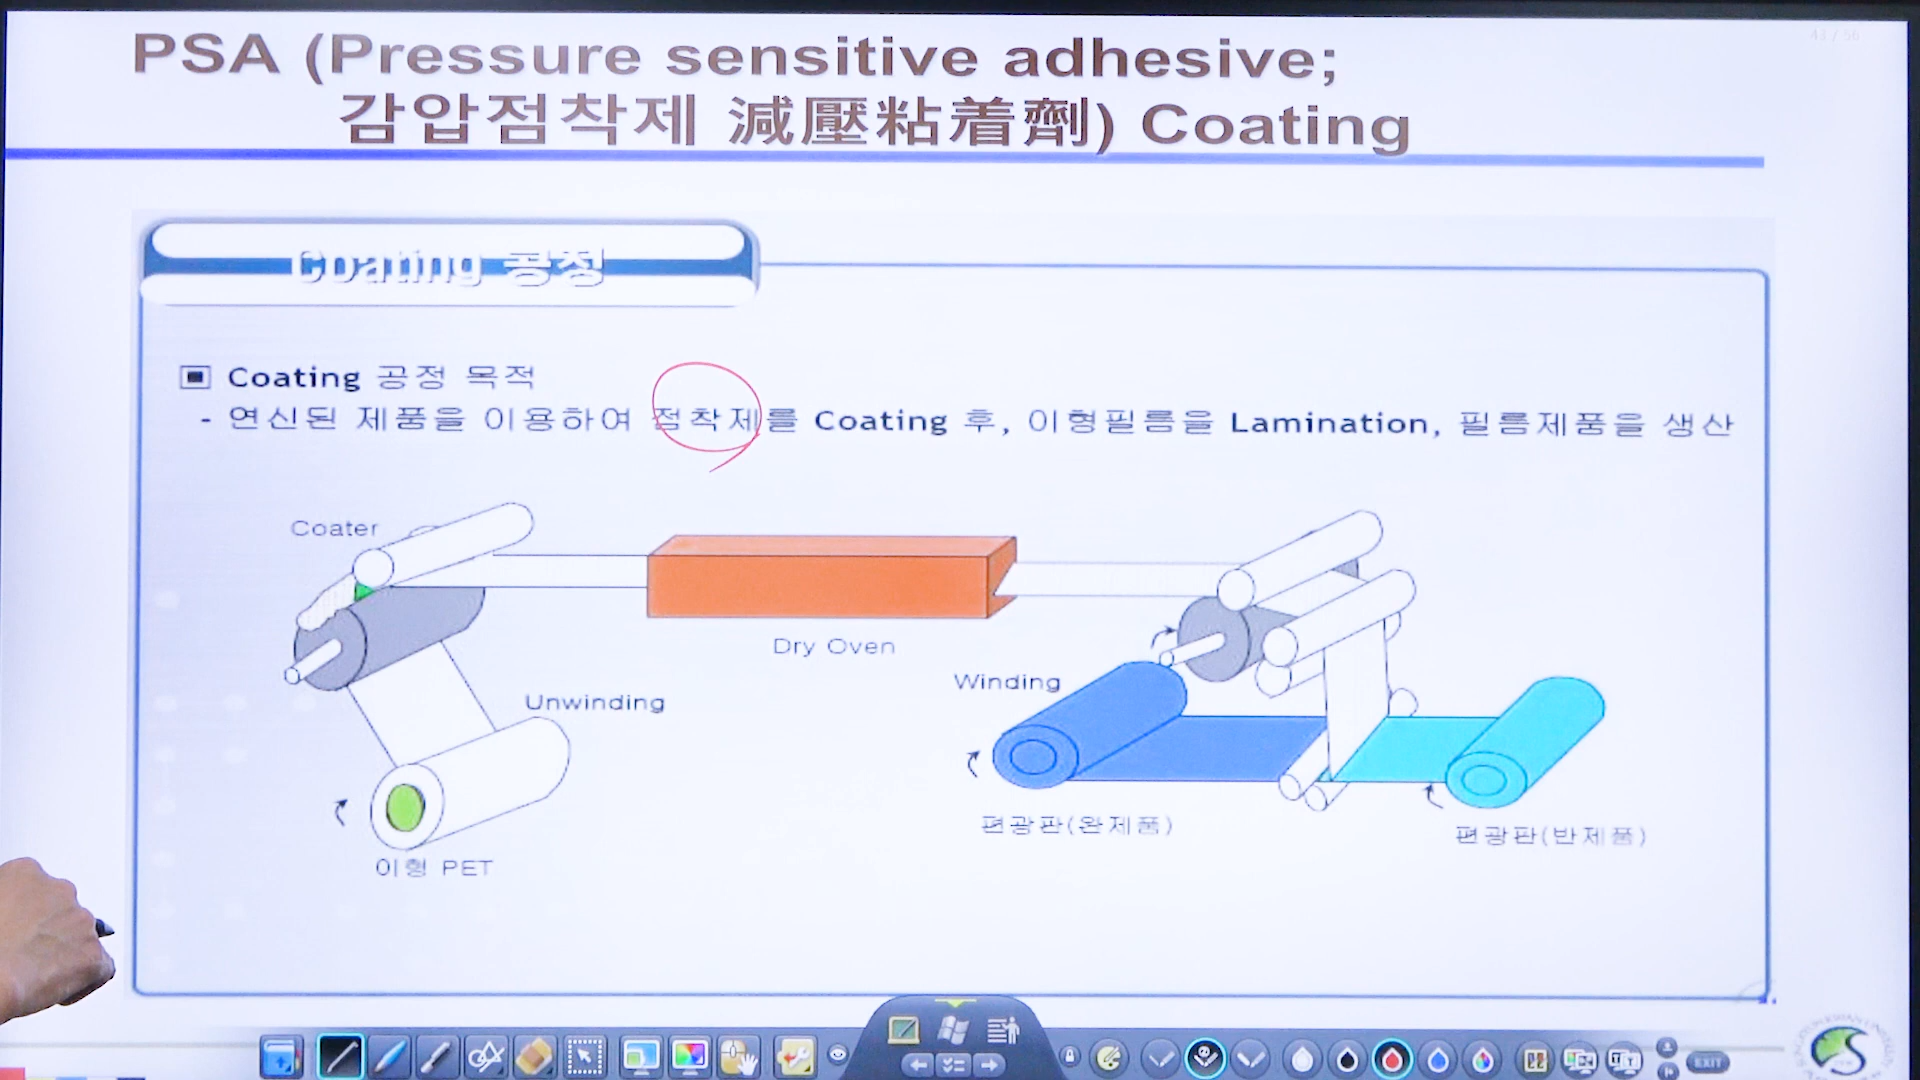 43 / 56
PSA (Pressure sensitive adhesive;
감압점착제 減壓粘着劑) Coating
Coating 공정
Coating 공정 목적
- 연신된 제품을 이용하여 점착제를 Coating 후, 이형필름을 Lamination, 필름제품을 생산
Coater
Dry Oven
Unwinding
Winding
편광판(완제품)
편광판(반제품)
이형 PET
EXIT